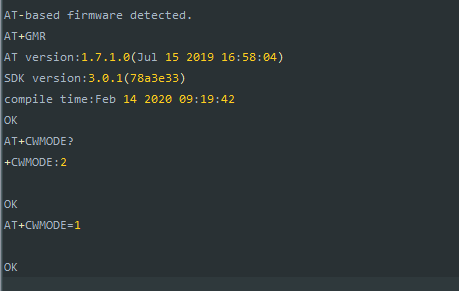 AT-based firmware detected.
AT+GMR
AT version:1.7.1.0(Jul 15 2019 16:58:04)
SDK version:3.0.1(78a3e33)
compile time:Feb 14 2020 09:19:42
OK
AT+CWMODE?
+CWMODE:2
OK
AT+CWMODE=1
OK